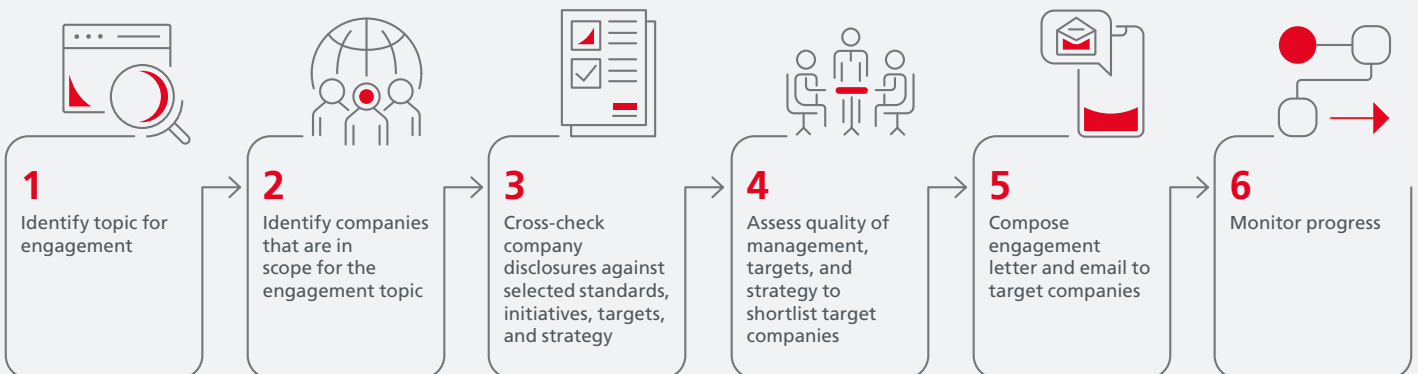 1
Identify topic for
engagement
2
Identify companies
that are in
scope for the
engagement topic
3
Cross-check
company
disclosures against
selected standards,
initiatives, targets,
and strategy
4
Assess quality of
management,
targets, and
strategy to
shortlist target
companies
5
Compose
engagement
letter and email to
target companies
6
Monitor progress